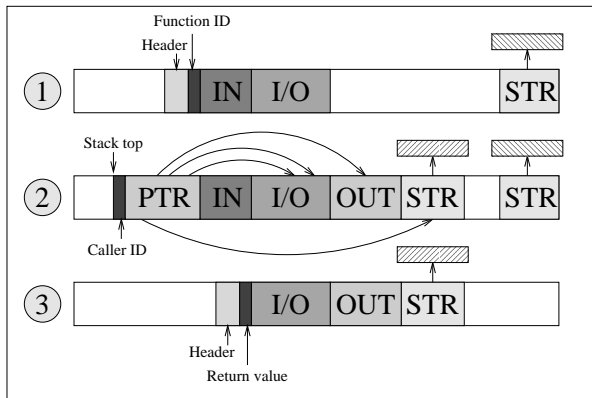 Function ID
Header
1 IN I/O STR
Stack top
2 PTR IN I/O OUT STR STR
Caller ID
3 I/O OUT STR
Header
Return value